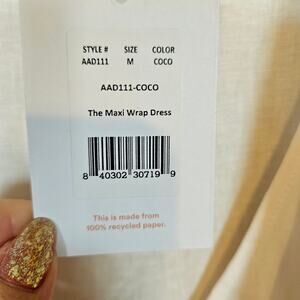 STYLE # SIZE COLOR
AAD111 M COCO
AAD111-COCO
The Maxi Wrap Dress
8 40302 30719 9
This is made from
100% recycled paper.